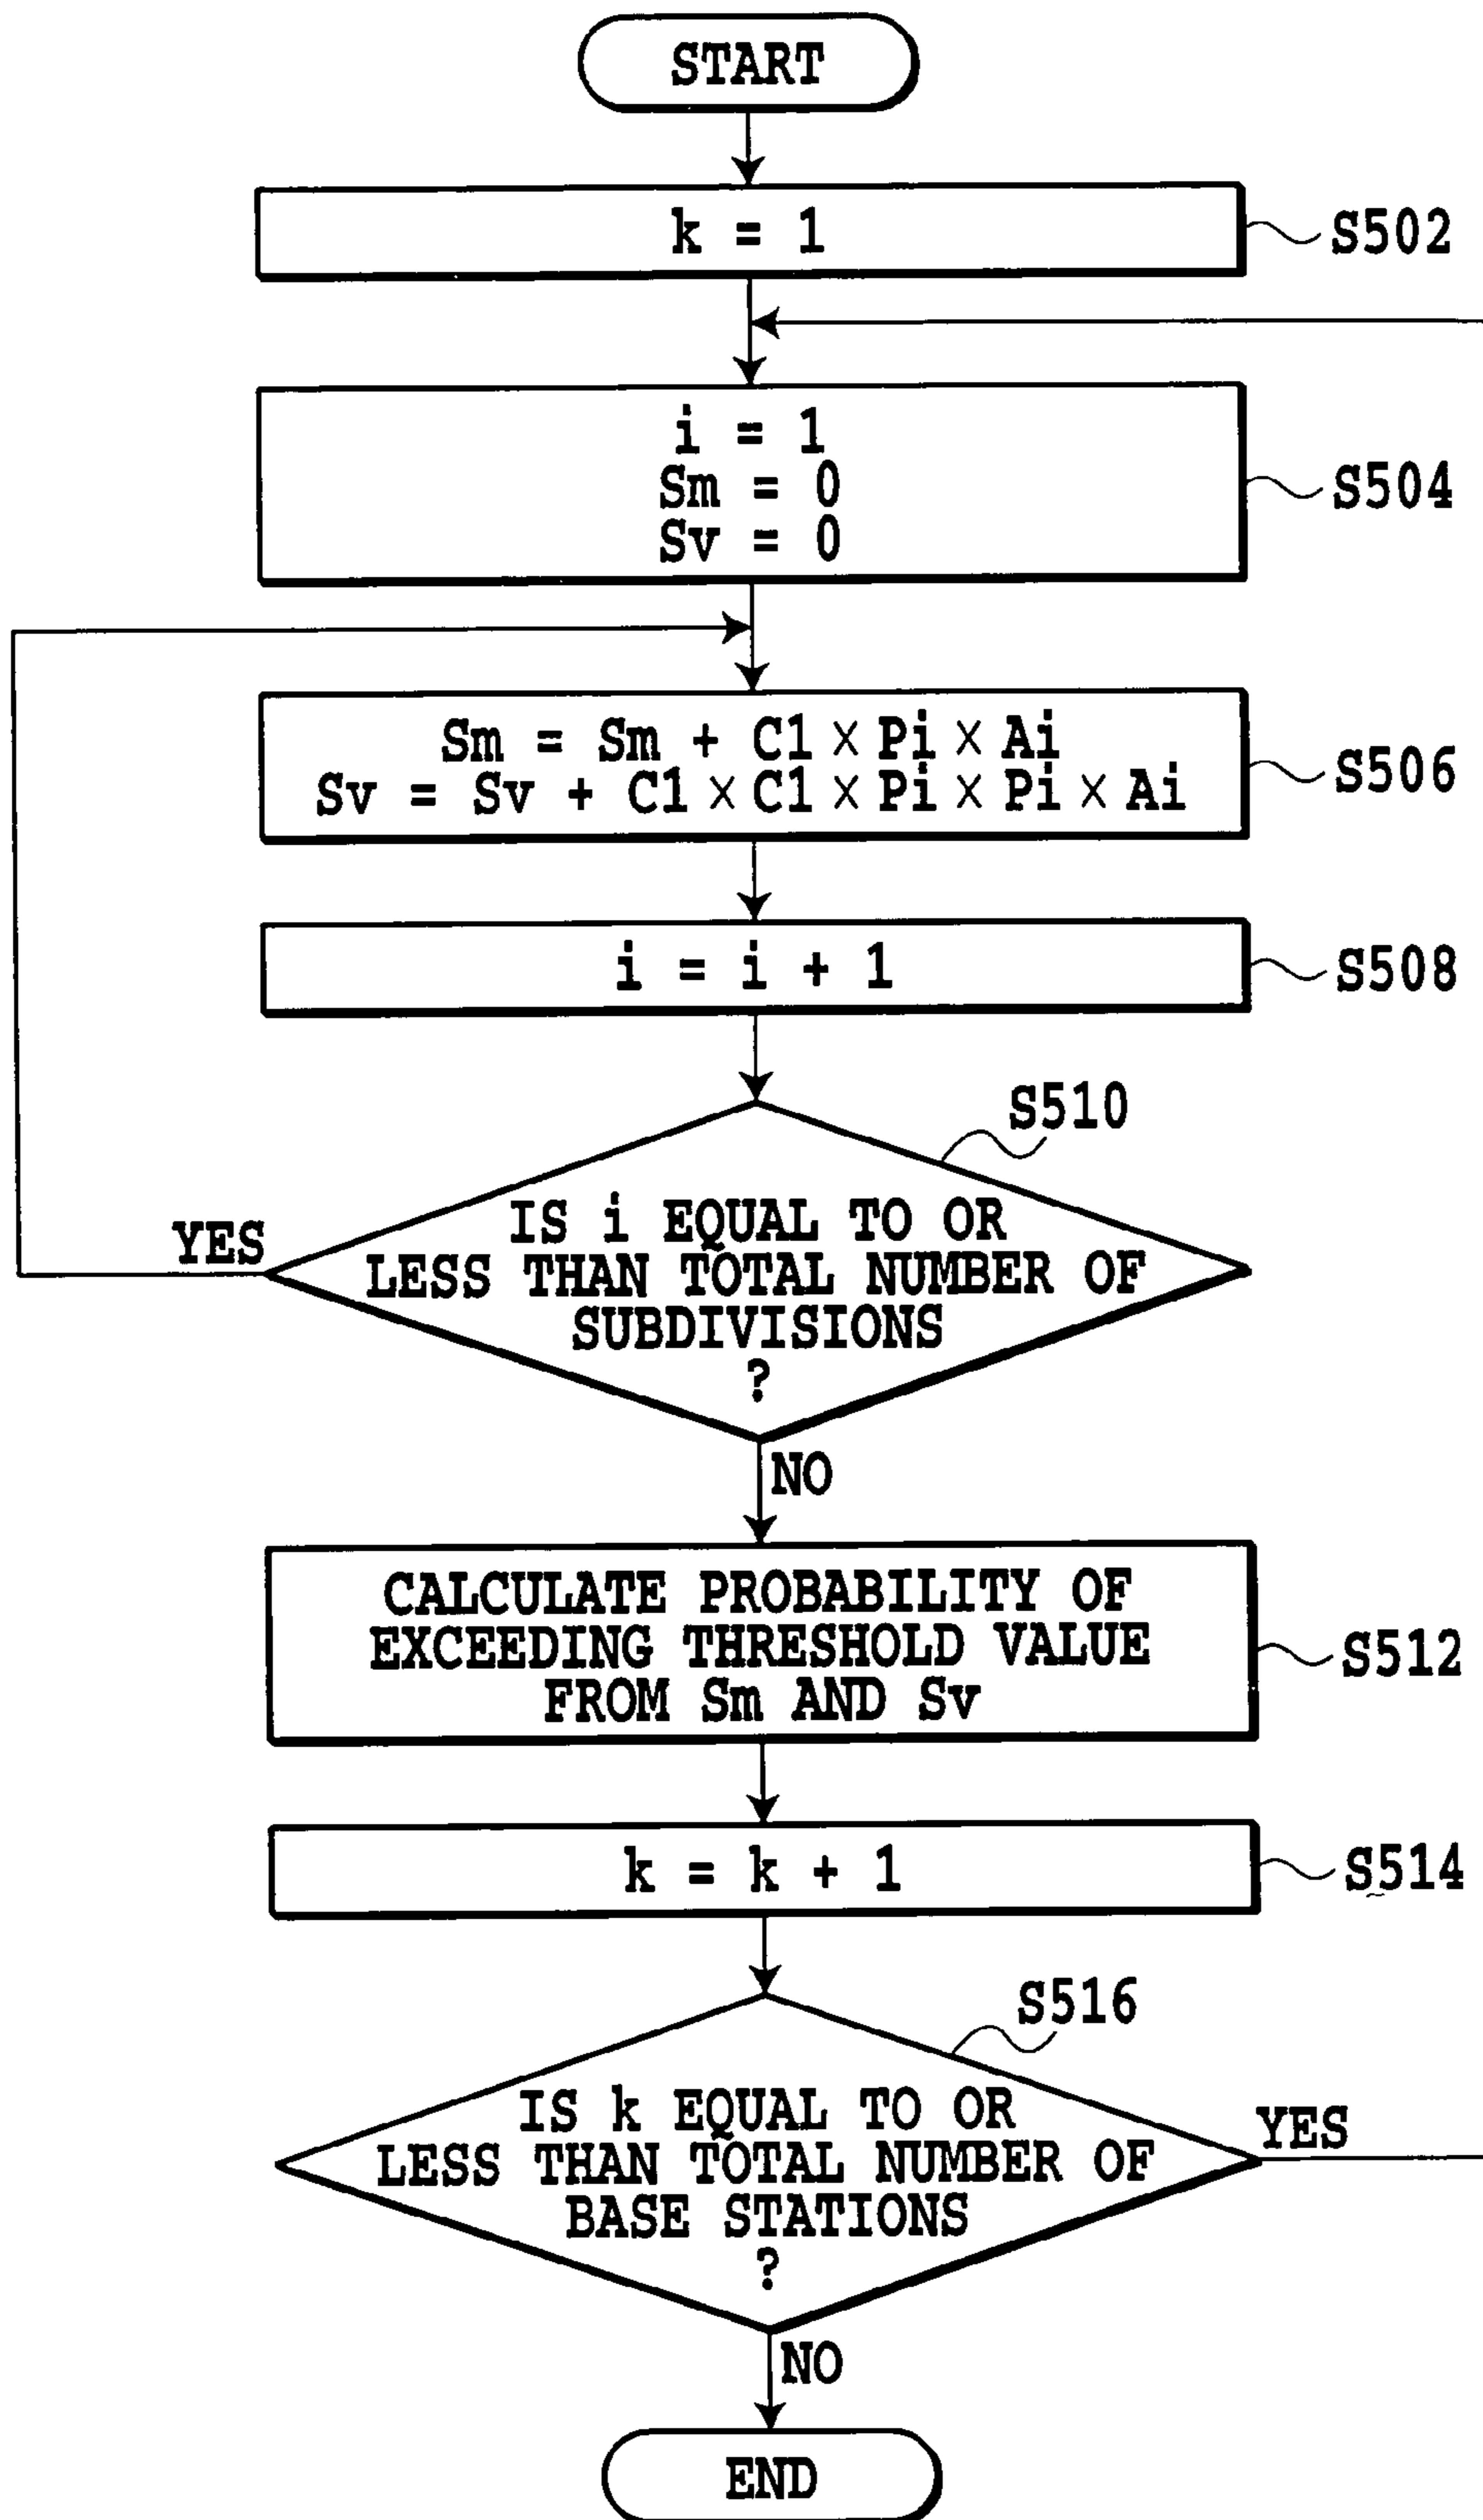 START
k = 1
S502
i = 1
Sm = 0
Sv = 0
S504
Sm = Sm + C1 × Pi × Ai
Sv = Sv + C1 × C1 × Pi × Pi × Ai
S506
i = i + 1
S508
S510
IS i EQUAL TO OR
LESS THAN TOTAL NUMBER OF
SUBDIVISIONS
?
YES
NO
CALCULATE PROBABILITY OF
EXCEEDING THRESHOLD VALUE
FROM Sm AND Sv
S512
k = k + 1
S514
S516
IS k EQUAL TO OR
LESS THAN TOTAL NUMBER OF
BASE STATIONS
?
YES
NO
END